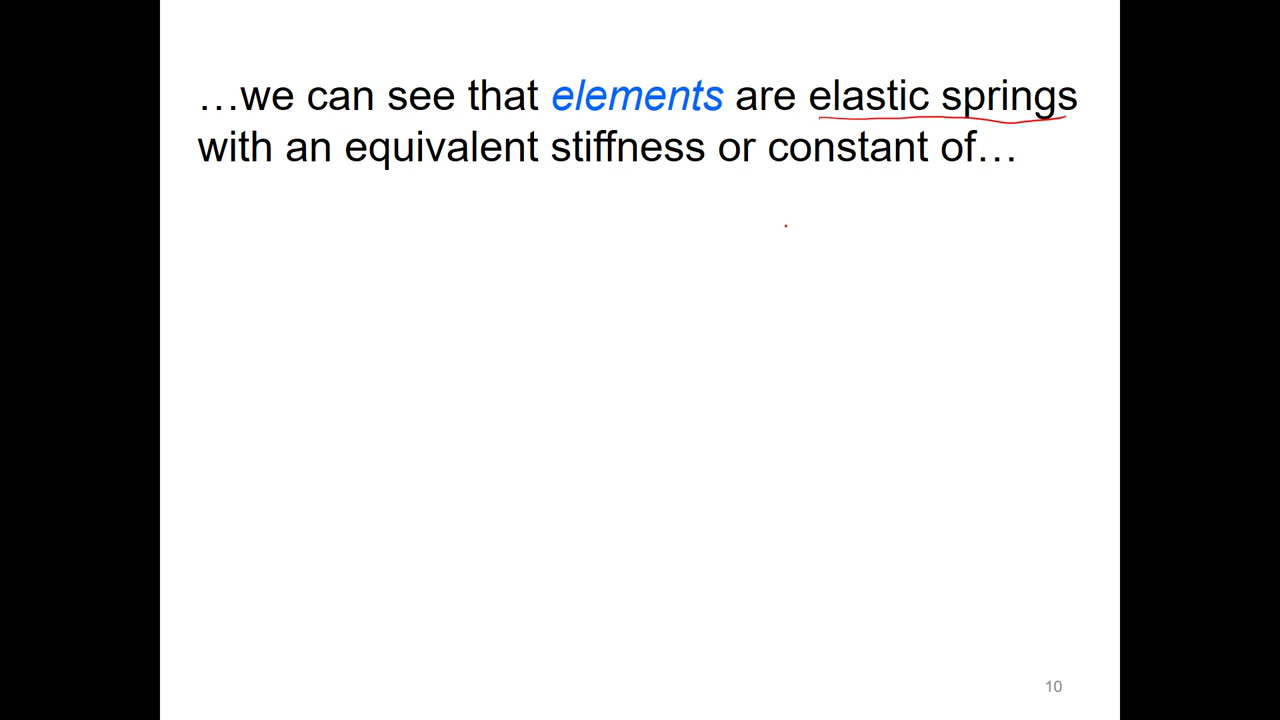 …we can see that elements are elastic springs
with an equivalent stiffness or constant of…
10